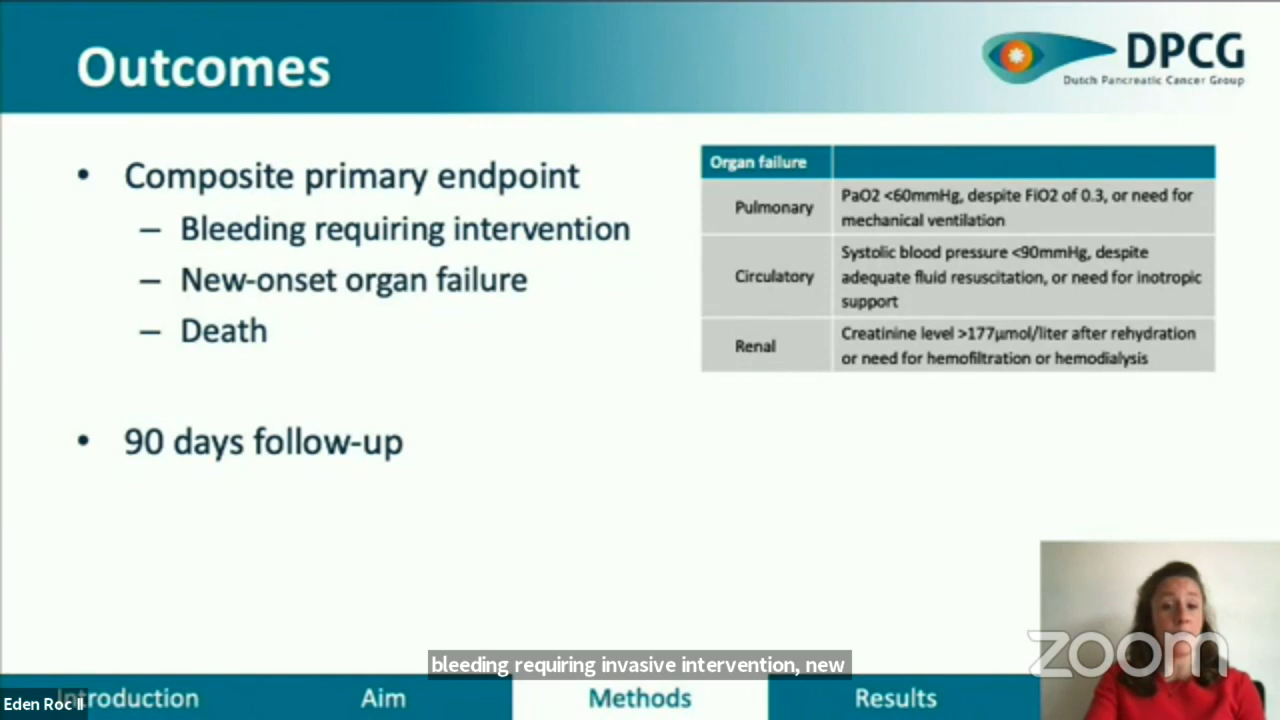 Outcomes
DPCG
Dutch Pancreatic Cancer Group
• Composite primary endpoint
– Bleeding requiring intervention
– New-onset organ failure
– Death
• 90 days follow-up
Organ failure
Pulmonary
PaO2 <60mmHg, despite FiO2 of 0.3, or need for
mechanical ventilation
Circulatory
Systolic blood pressure <90mmHg, despite
adequate fluid resuscitation, or need for inotropic
support
Renal
Creatinine level >177µmol/liter after rehydration
or need for hemofiltration or hemodialysis
zoom
bleeding requiring invasive intervention, new
Eden Roc II
Introduction
Aim
Methods
Results